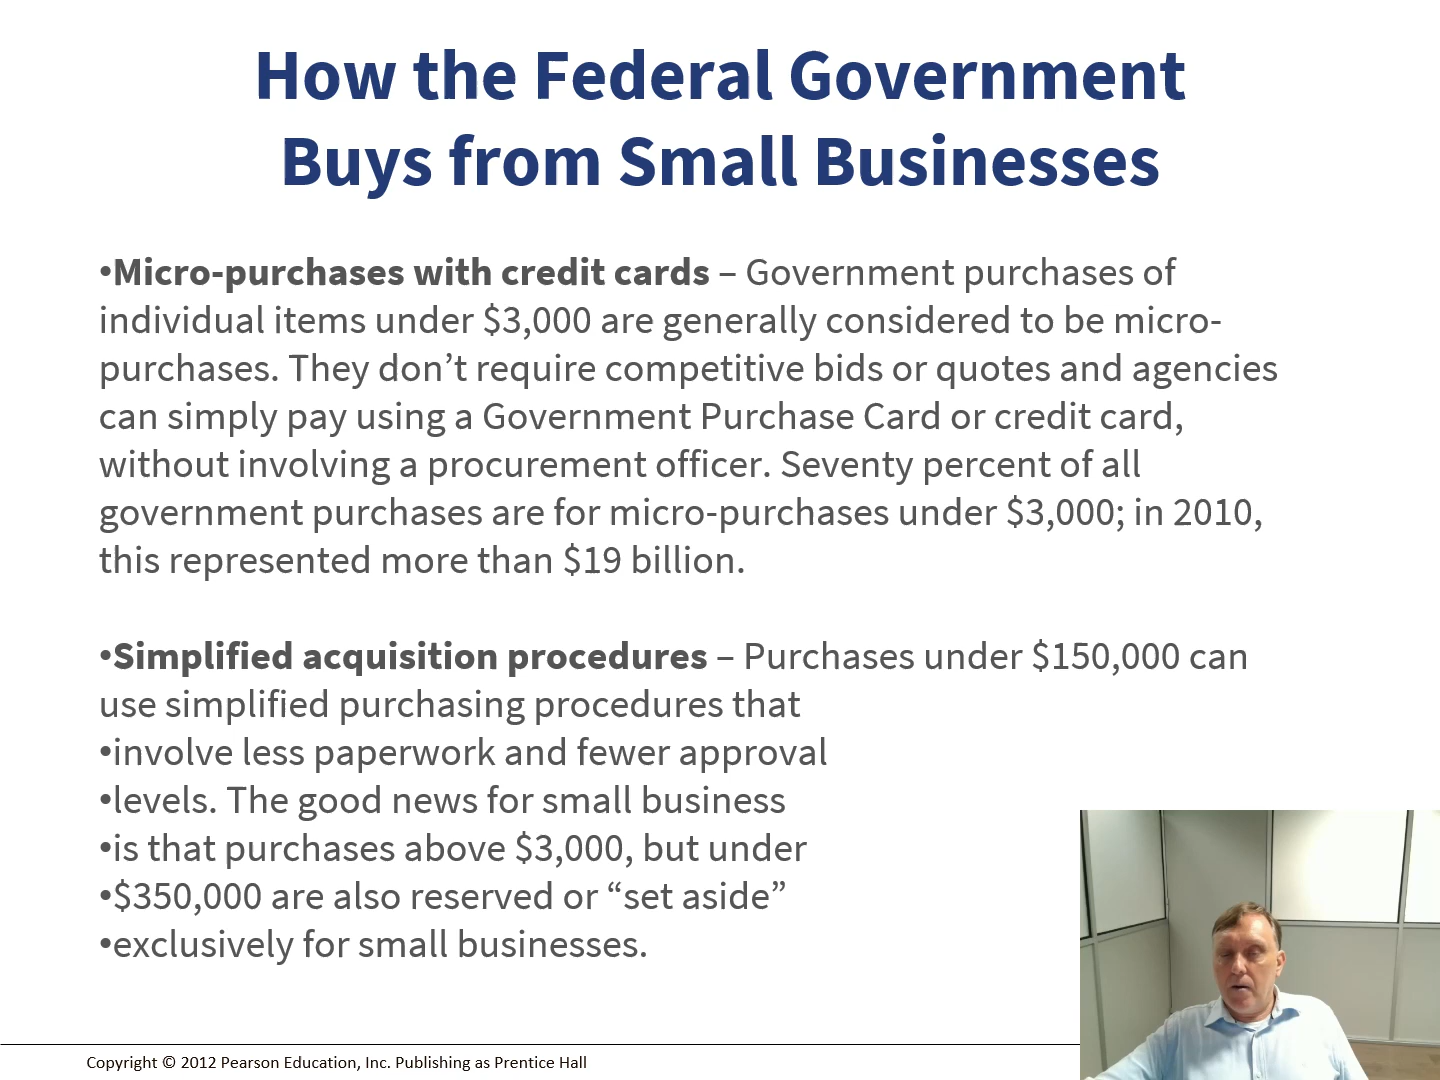 How the Federal Government
Buys from Small Businesses
•Micro-purchases with credit cards – Government purchases of
individual items under $3,000 are generally considered to be micro-
purchases. They don’t require competitive bids or quotes and agencies
can simply pay using a Government Purchase Card or credit card,
without involving a procurement officer. Seventy percent of all
government purchases are for micro-purchases under $3,000; in 2010,
this represented more than $19 billion.
•Simplified acquisition procedures – Purchases under $150,000 can
use simplified purchasing procedures that
•involve less paperwork and fewer approval
•levels. The good news for small business
•is that purchases above $3,000, but under
•$350,000 are also reserved or “set aside”
•exclusively for small businesses.
Copyright © 2012 Pearson Education, Inc. Publishing as Prentice Hall